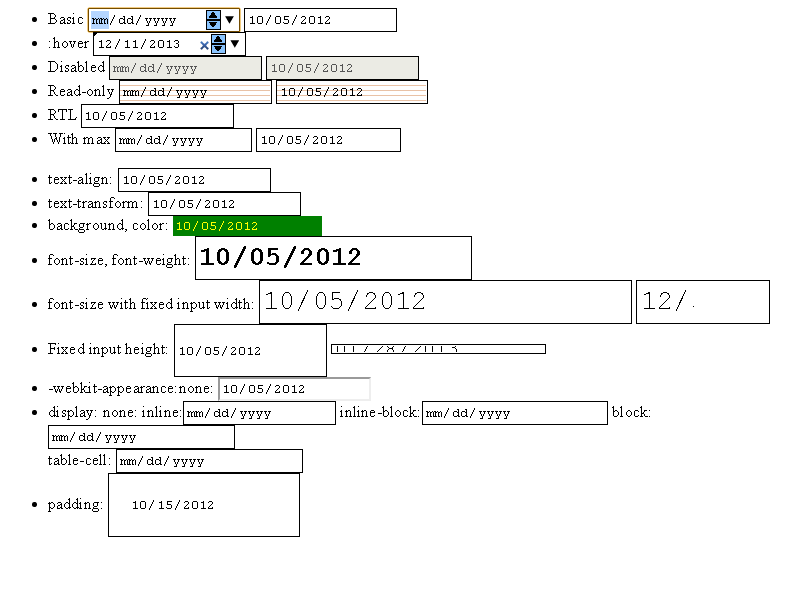 Basic mm/dd/yyyy 10/05/2012
:hover 12/11/2013
Disabled mm/dd/yyyy 10/05/2012
Read-only mm/dd/yyyy 10/05/2012
RTL 10/05/2012
With max mm/dd/yyyy 10/05/2012
text-align: 10/05/2012
text-transform: 10/05/2012
background, color: 10/05/2012
font-size, font-weight: 10/05/2012
font-size with fixed input width: 10/05/2012 12/
Fixed input height: 10/05/2012
-webkit-appearance:none: 10/05/2012
display: none: inline: mm/dd/yyyy inline-block: mm/dd/yyyy block:
mm/dd/yyyy
table-cell: mm/dd/yyyy
padding: 10/15/2012